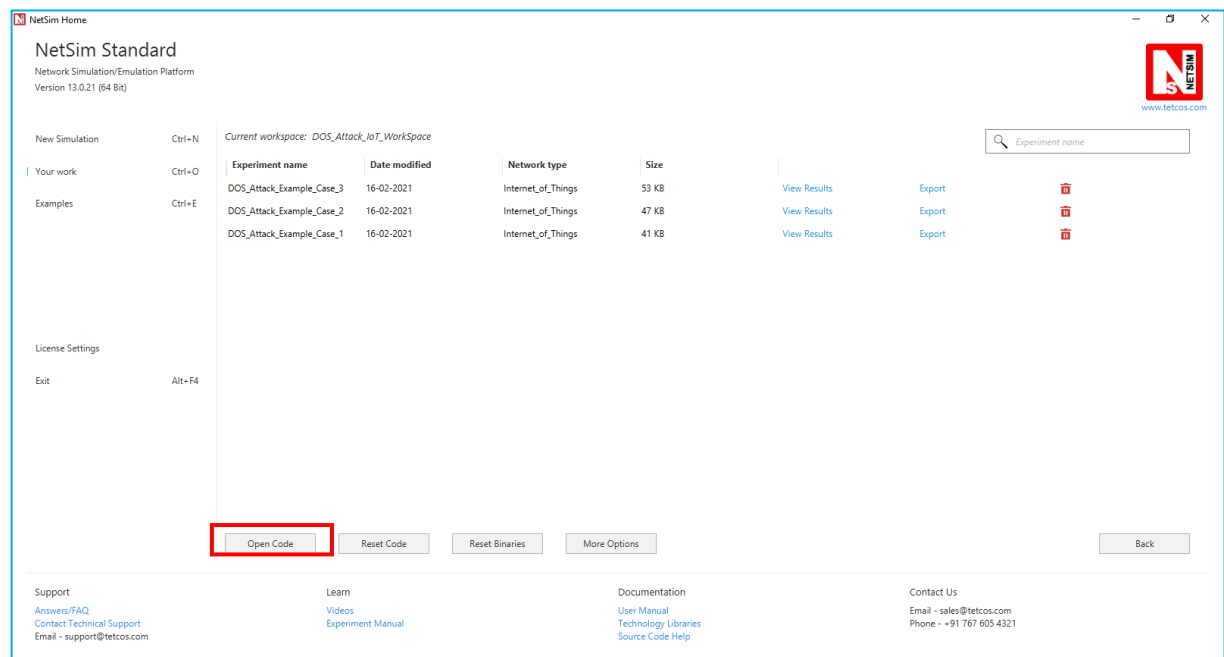 NetSim Home
NetSim Standard
Network Simulation/Emulation Platform
Version 13.0.21 (64 Bit)
NETSIM
www.tetcos.com
New Simulation Ctrl+N
Your work Ctrl+O
Examples Ctrl+E
License Settings
Exit Alt+F4
Current workspace: DOS_Attack_IoT_WorkSpace
Experiment name
Experiment name Date modified Network type Size
DOS_Attack_Example_Case_3 16-02-2021 Internet_of_Things 53 KB View Results Export
DOS_Attack_Example_Case_2 16-02-2021 Internet_of_Things 47 KB View Results Export
DOS_Attack_Example_Case_1 16-02-2021 Internet_of_Things 41 KB View Results Export
Open Code Reset Code Reset Binaries More Options Back
Support Learn Documentation Contact Us
Answers/FAQ Videos User Manual Email - sales@tetcos.com
Contact Technical Support Experiment Manual Technology Libraries Phone - +91 767 605 4321
Email - support@tetcos.com Source Code Help